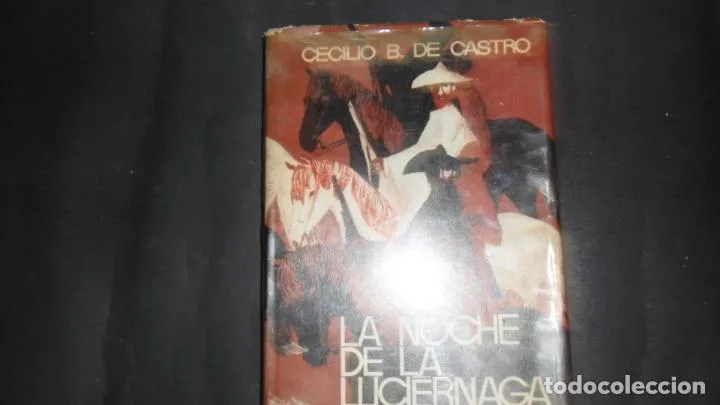 CECILIO B. DE CASTRO
LA NOCHE
DE LA
LUCIERNAGA
todocoleccion